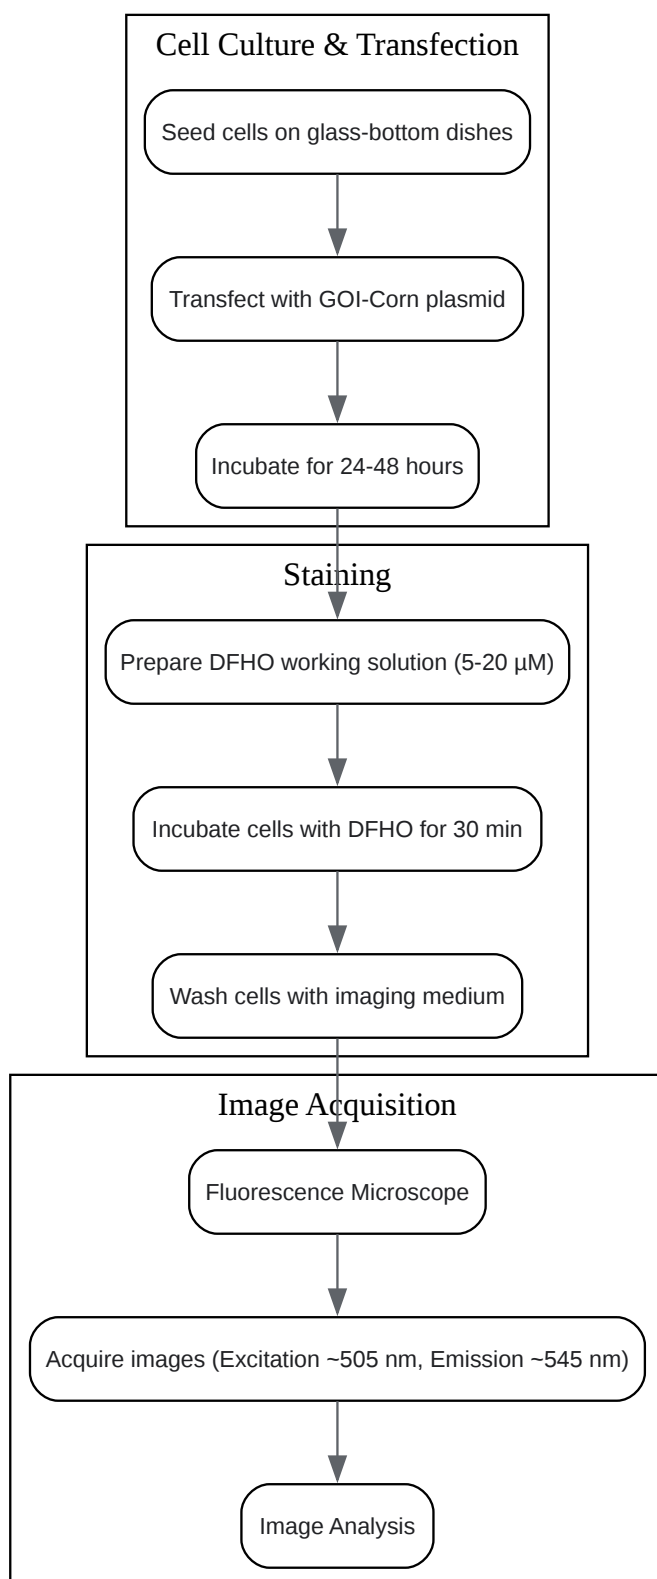 Cell Culture & Transfection
Seed cells on glass-bottom dishes
Transfect with GOI-Corn plasmid
Incubate for 24-48 hours
Staining
Prepare DFHO working solution (5-20 µM)
Incubate cells with DFHO for 30 min
Wash cells with imaging medium
Image Acquisition
Fluorescence Microscope
Acquire images (Excitation ~505 nm, Emission ~545 nm)
Image Analysis